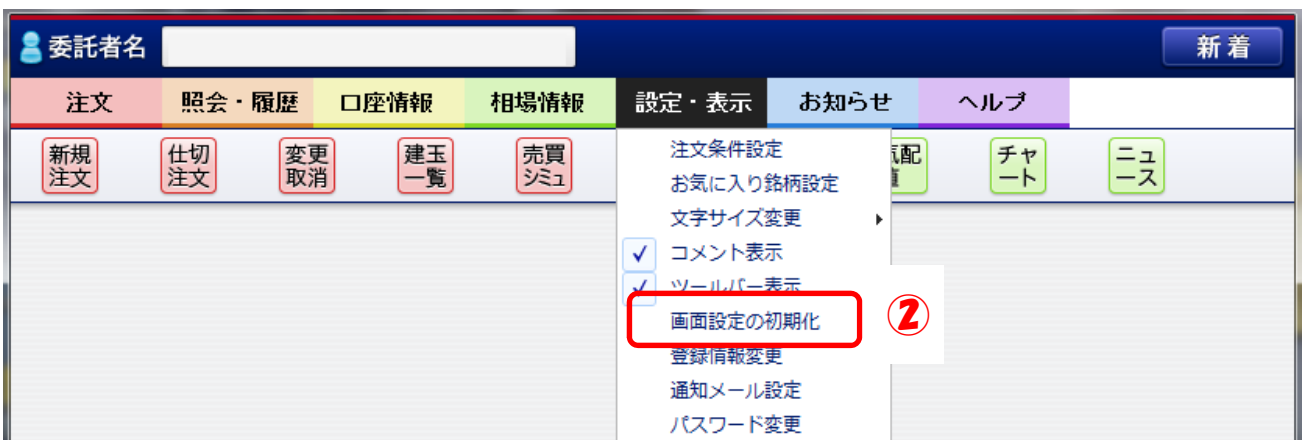 委託者名
新着
注文 照会・履歴 口座情報 相場情報 設定・表示 お知らせ ヘルプ
新規
注文
仕切
注文
変更
取消
建玉
一覧
売買
シミュ
チャ
ート
ニュ
ース
注文条件設定
お気に入り銘柄設定
文字サイズ変更
コメント表示
ツールバー表示
画面設定の初期化
②
登録情報変更
通知メール設定
パスワード変更